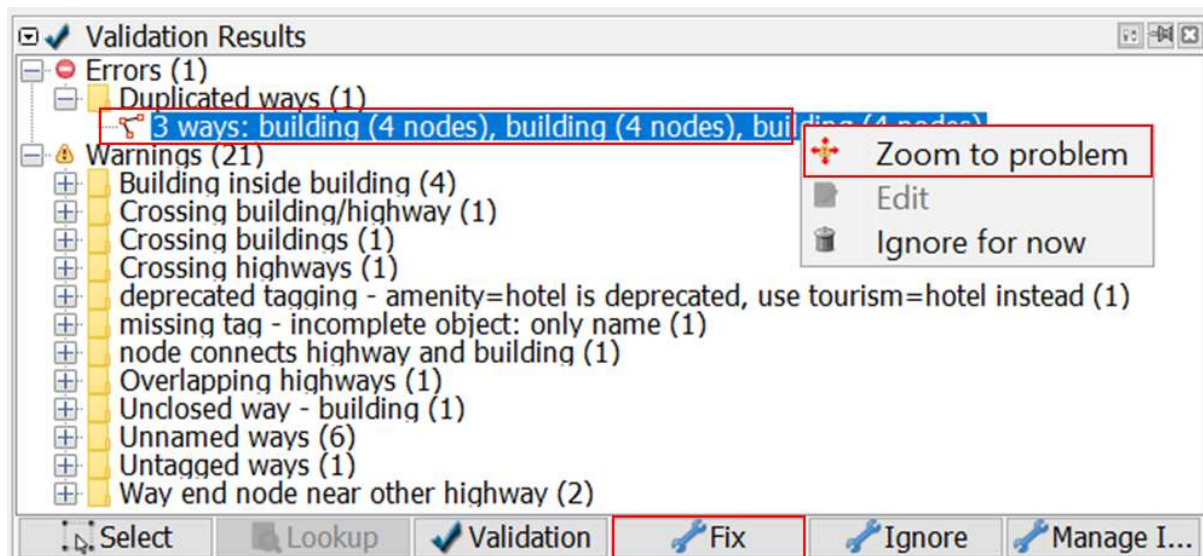 Validation Results
Errors (1)
Duplicated ways (1)
3 ways: building (4 nodes), building (4 nodes), building (4 nodes)
Zoom to problem
Edit
Ignore for now
Warnings (21)
Building inside building (4)
Crossing building/highway (1)
Crossing buildings (1)
Crossing highways (1)
deprecated tagging - amenity=hotel is deprecated, use tourism=hotel instead (1)
missing tag - incomplete object: only name (1)
node connects highway and building (1)
Overlapping highways (1)
Unclosed way - building (1)
Unnamed ways (6)
Untagged ways (1)
Way end node near other highway (2)
Select Lookup Validation Fix Ignore Manage I...